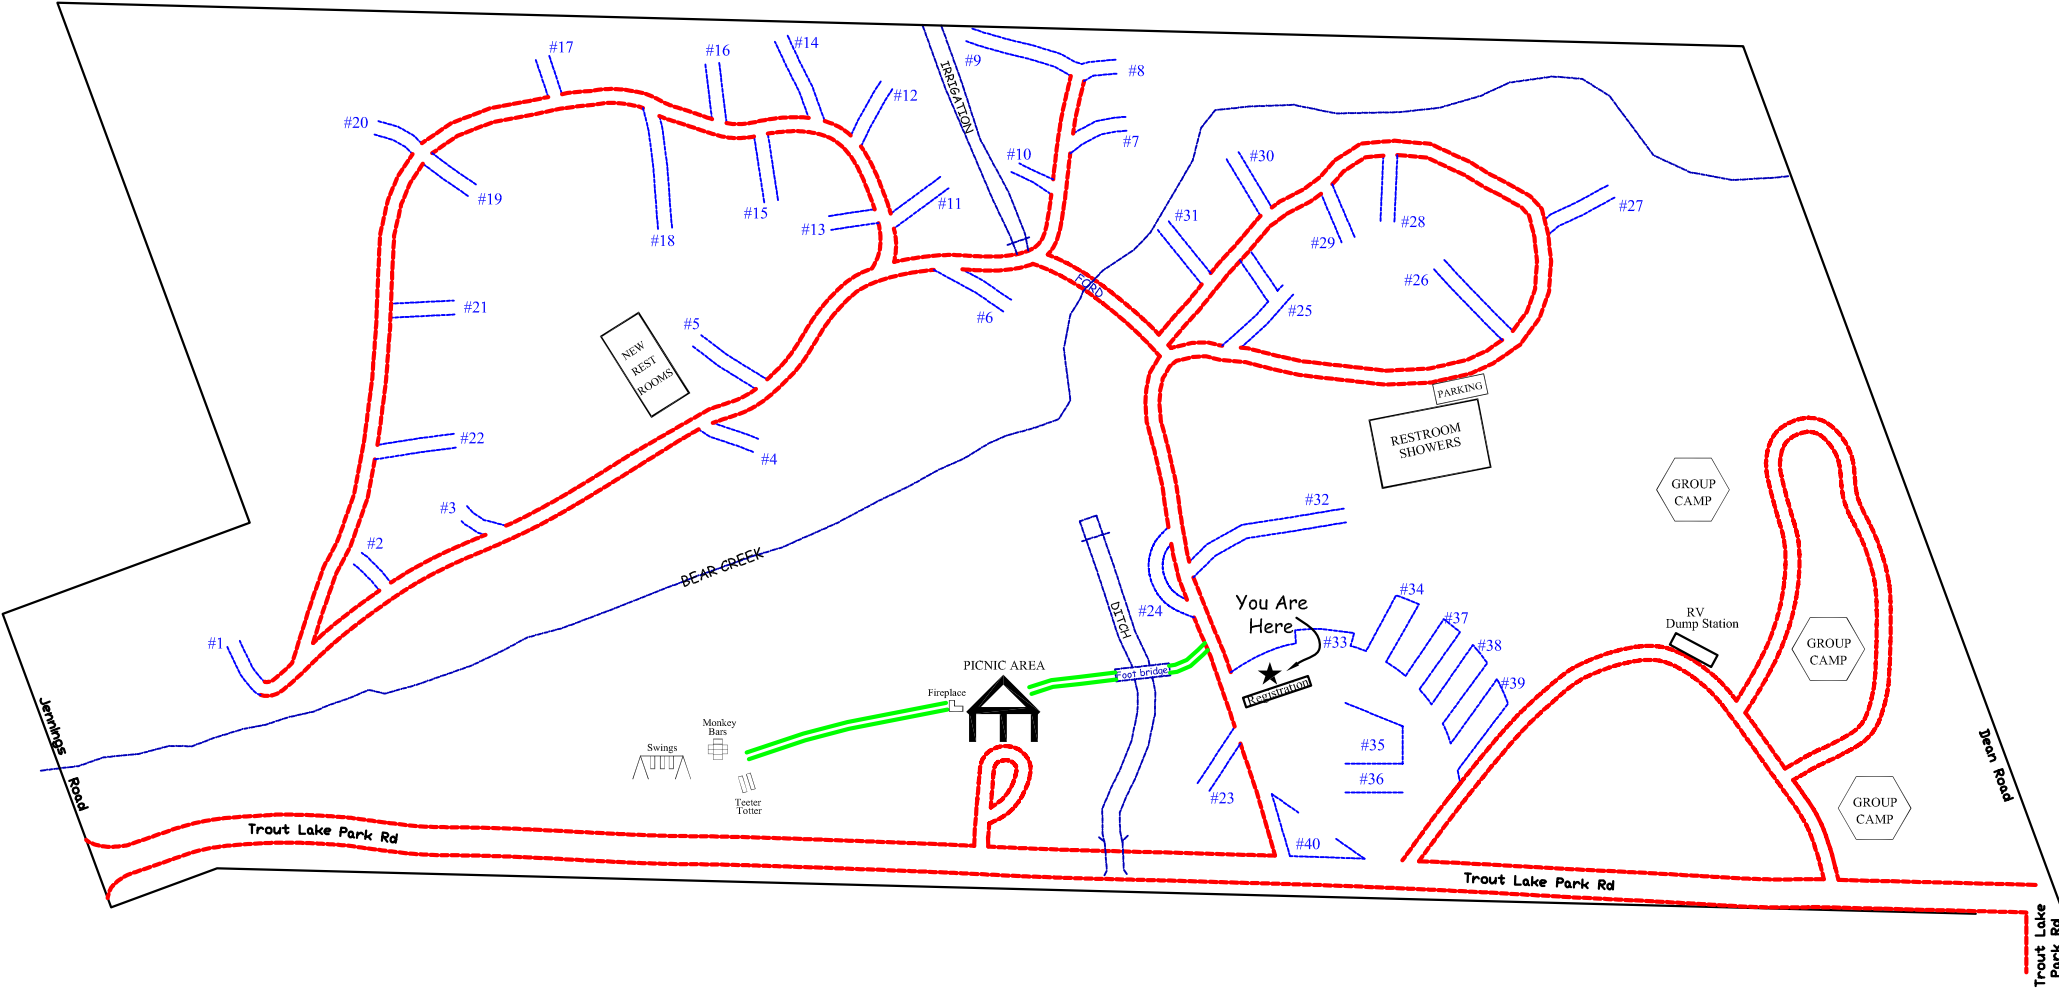 #17
#16
#14
#9
#8
#12
IRRIGATION
#20
#7
#10
#30
#19
#11
#27
#15
#31
#13
#28
#18
#29
FORD
#26
#21
#6
#25
#5
NEW
REST
ROOMS
PARKING
#22
#4
RESTROOM
SHOWERS
#3
#32
GROUP
CAMP
#2
BEAR CREEK
#24
DITCH
You Are
Here
#34
#37
#33
#38
RV
Dump Station
#1
PICNIC AREA
Foot bridge
GROUP
CAMP
Fireplace
Registration
#39
Jennings
Road
Monkey
Bars
Swings
#35
#36
Dean Road
Teeter
Totter
#23
GROUP
CAMP
Trout Lake Park Rd
#40
Trout Lake Park Rd
Trout Lake
Park Rd